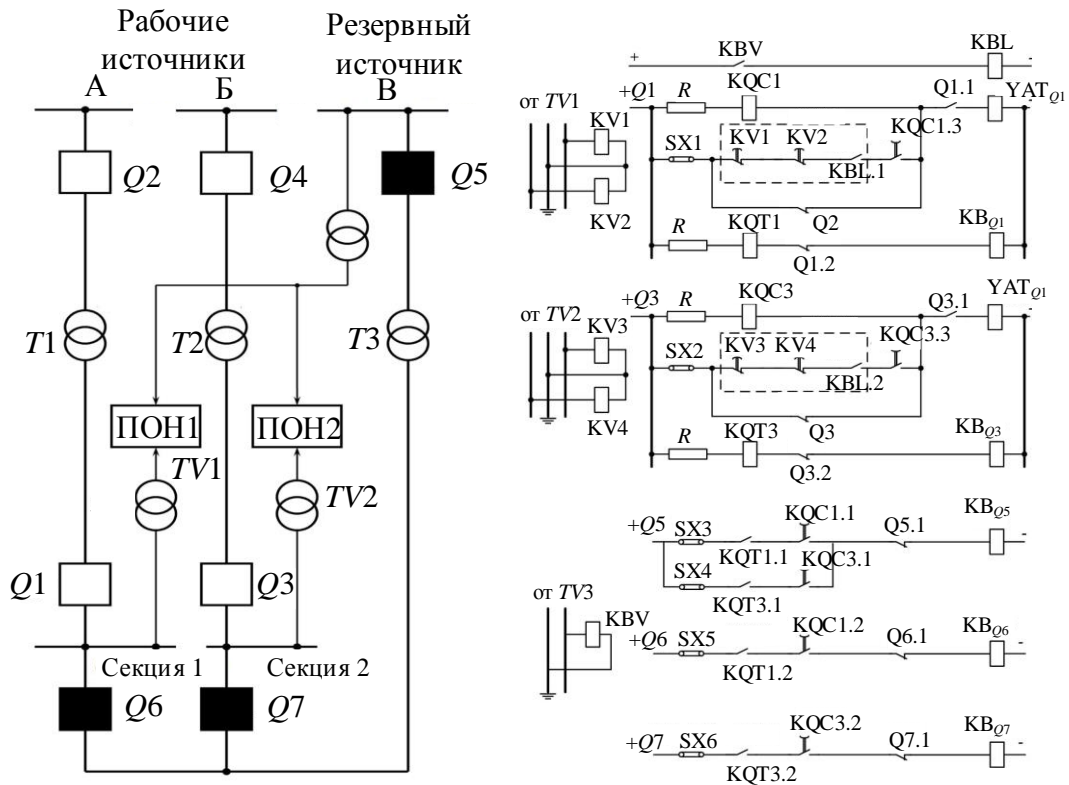 Рабочие
источники
Резервный
источник
А
Б
В
Q2
Q4
Q5
T1
T2
T3
ПОН1
ПОН2
TV1
TV2
Q1
Q3
Секция 1
Секция 2
Q6
Q7
+
KBV
KBL
-
от TV1
KV1
KV2
+Q1
R
KQC1
Q1.1
YATQ1
-
SX1
KV1
KV2
KQC1.3
KBL.1
Q2
R
KQT1
Q1.2
KBQ1
от TV2
KV3
KV4
+Q3
R
KQC3
Q3.1
YATQ1
-
SX2
KV3
KV4
KQC3.3
KBL.2
Q3
R
KQT3
Q3.2
KBQ3
+Q5
SX3
KQT1.1
KQC1.1
Q5.1
KBQ5
-
SX4
KQT3.1
KQC3.1
от TV3
KBV
+Q6
SX5
KQT1.2
KQC1.2
Q6.1
KBQ6
-
+Q7
SX6
KQT3.2
KQC3.2
Q7.1
KBQ7
-